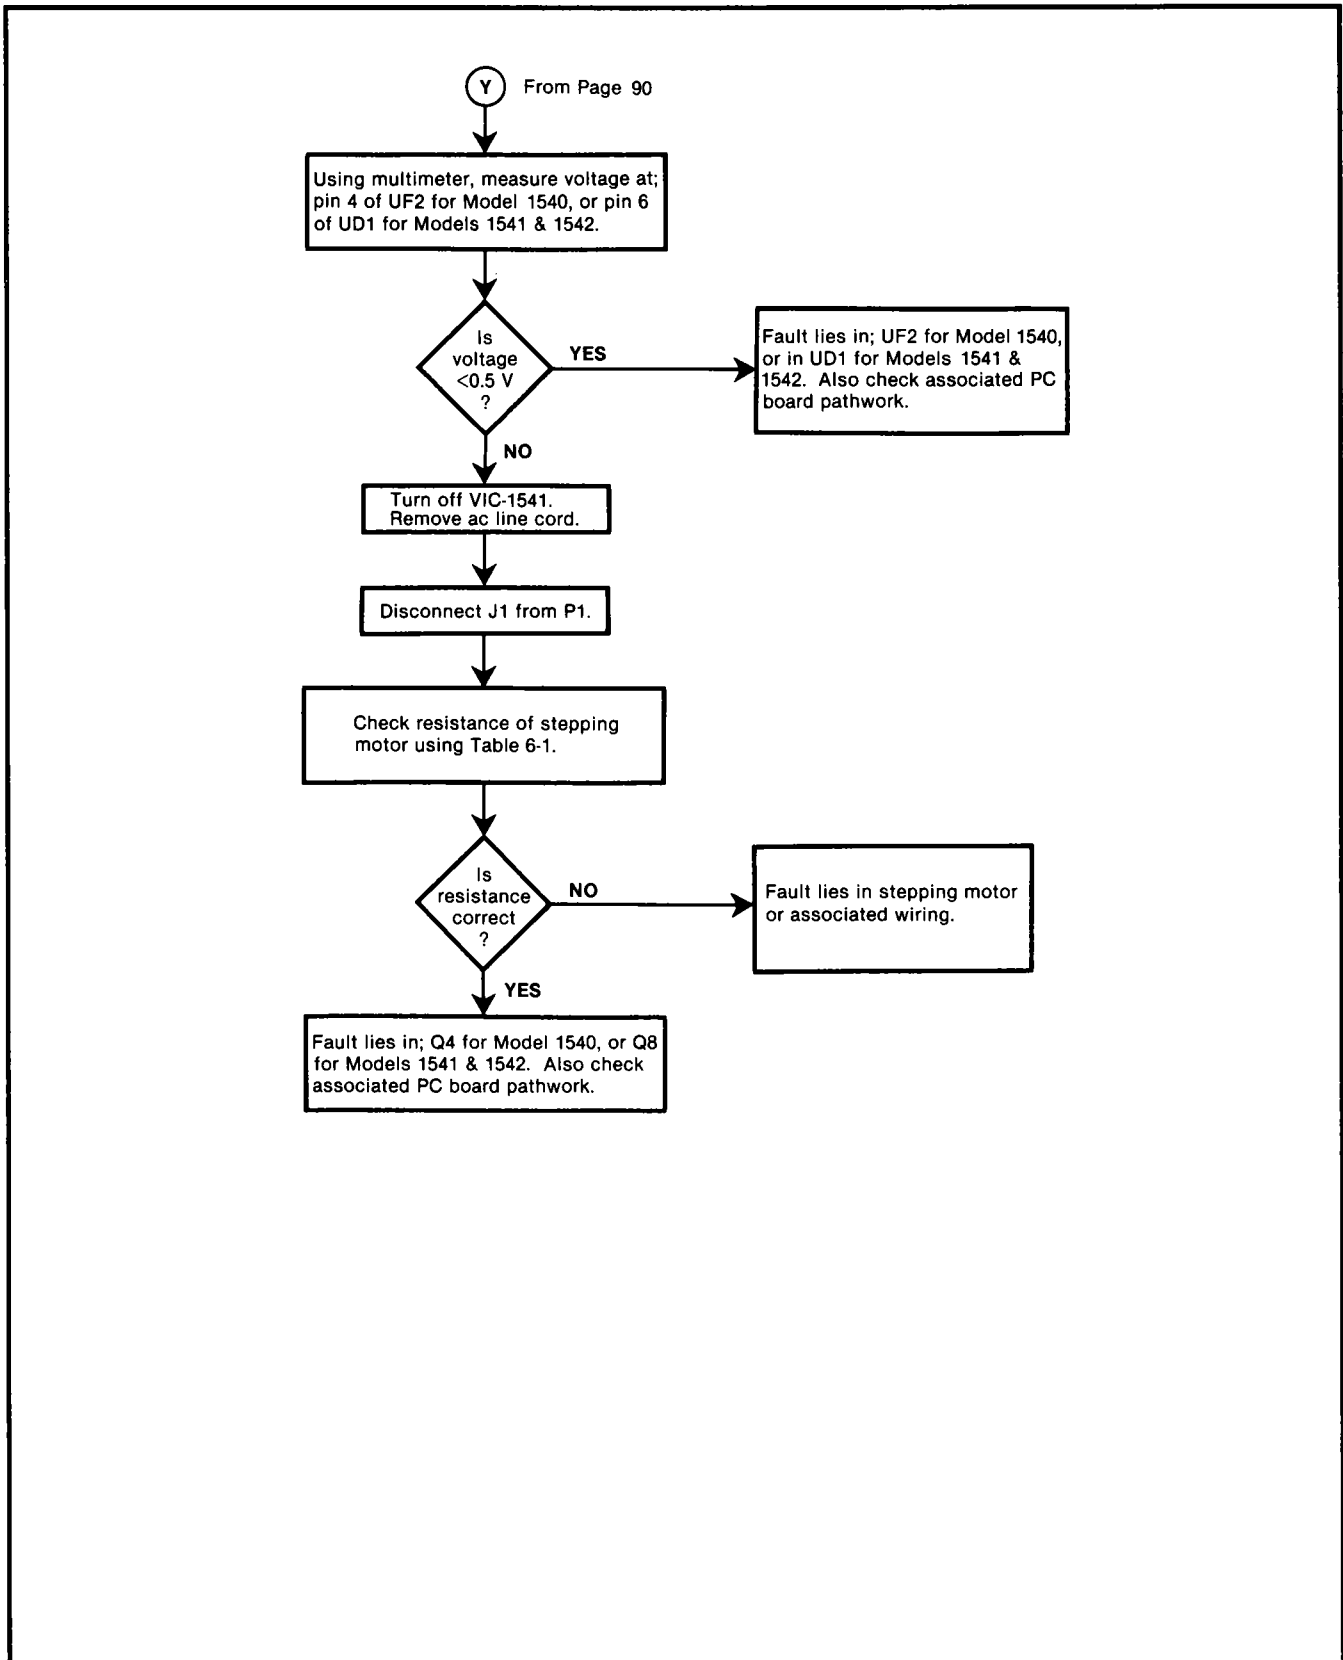 Y From Page 90
Using multimeter, measure voltage at;
pin 4 of UF2 for Model 1540, or pin 6
of UD1 for Models 1541 & 1542.
Is
voltage
<0.5 V
?
YES
Fault lies in; UF2 for Model 1540,
or in UD1 for Models 1541 &
1542. Also check associated PC
board pathwork.
NO
Turn off VIC-1541.
Remove ac line cord.
Disconnect J1 from P1.
Check resistance of stepping
motor using Table 6-1.
Is
resistance
correct
?
NO
Fault lies in stepping motor
or associated wiring.
YES
Fault lies in; Q4 for Model 1540, or Q8
for Models 1541 & 1542. Also check
associated PC board pathwork.